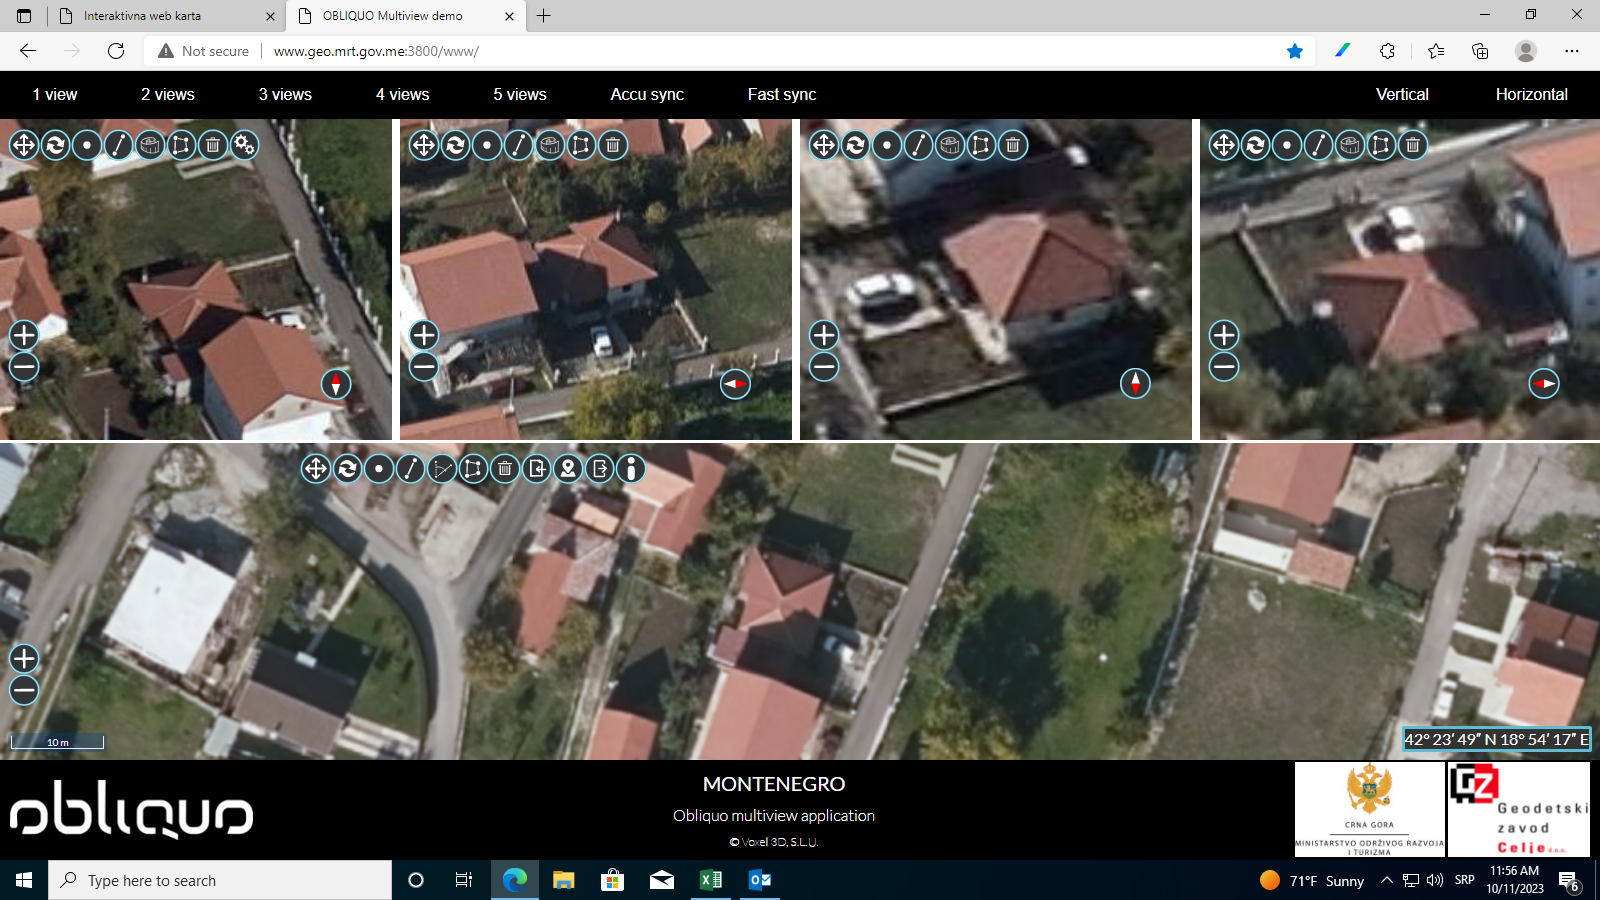 Interaktivna web karta
OBLIQUO Multiview demo
Not secure
www.geo.mrt.gov.me:3800/www/
1 view
2 views
3 views
4 views
5 views
Accu sync
Fast sync
Vertical
Horizontal
10 m
42° 23′ 49″ N 18° 54′ 17″ E
obliquo
MONTENEGRO
Obliquo multiview application
© Voxel 3D, S.L.U.
CRNA GORA
MINISTARSTVO ODRŽIVOG RAZVOJA
I TURIZMA
GZ
Geodetski
zavod
Celje d.o.o.
Type here to search
71°F Sunny
SRP
11:56 AM
10/11/2023
6